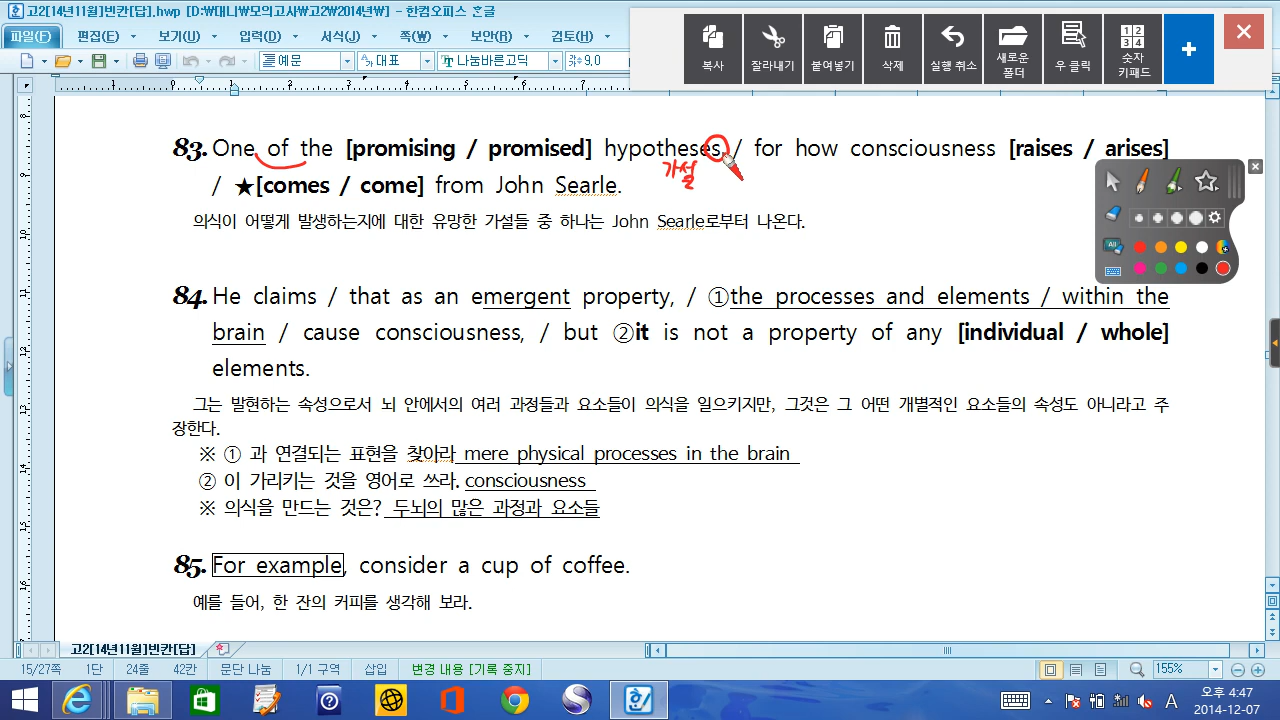 고2[14년11월]빈칸[답].hwp [D:₩대니₩모의고사₩고2₩2014년₩] - 한컴오피스 한글
파일(F) 편집(E) 보기(U) 입력(D) 서식(J) 쪽(W) 보안(B) 검토(H)
복사 잘라내기 붙여넣기 삭제 실행 취소 새로운 폴더 우 클릭 숫자 키패드
예문 대표 나눔바른고딕 9.0
83. One of the [promising / promised] hypotheses / for how consciousness [raises / arises]
가설
/ ★[comes / come] from John Searle.
의식이 어떻게 발생하는지에 대한 유망한 가설들 중 하나는 John Searle로부터 나온다.
84. He claims / that as an emergent property, / ①the processes and elements / within the
brain / cause consciousness, / but ②it is not a property of any [individual / whole]
elements.
그는 발현하는 속성으로서 뇌 안에서의 여러 과정들과 요소들이 의식을 일으키지만, 그것은 그 어떤 개별적인 요소들의 속성도 아니라고 주
장한다.
※ ① 과 연결되는 표현을 찾아라 mere physical processes in the brain
② 이 가리키는 것을 영어로 쓰라. consciousness
※ 의식을 만드는 것은? 두뇌의 많은 과정과 요소들
85. For example, consider a cup of coffee.
예를 들어, 한 잔의 커피를 생각해 보라.
고2[14년11월]빈칸[답].hwp
15/27쪽 1단 24줄 42칸 문단 나눔 1/1 구역 삽입 변경 내용 [기록 중지] 155%
오후 4:47
2014-12-07